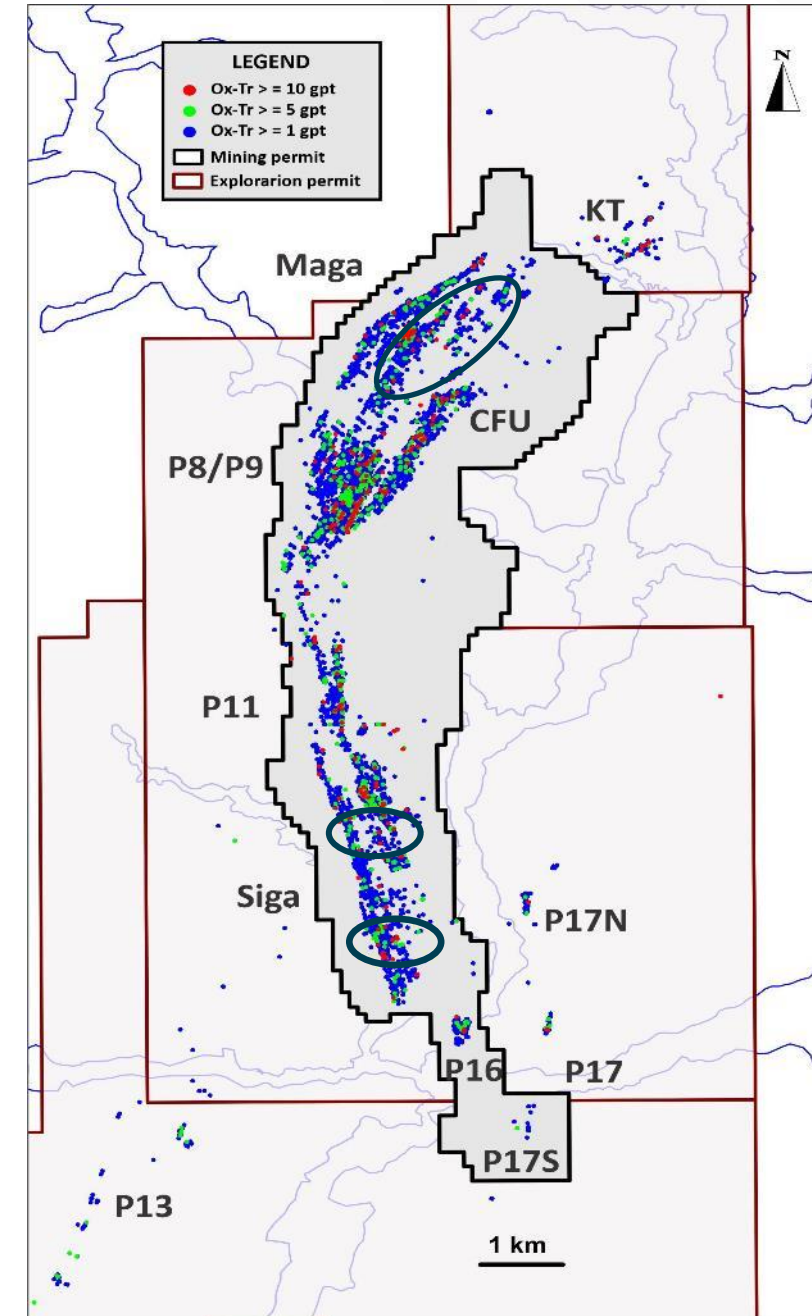 LEGEND
Ox-Tr >= 10 gpt
Ox-Tr >= 5 gpt
Ox-Tr >= 1 gpt
Mining permit
Explorarion permit
N
KT
Maga
CFU
P8/P9
P11
Siga
P17N
P16
P17
P17S
P13
1 km